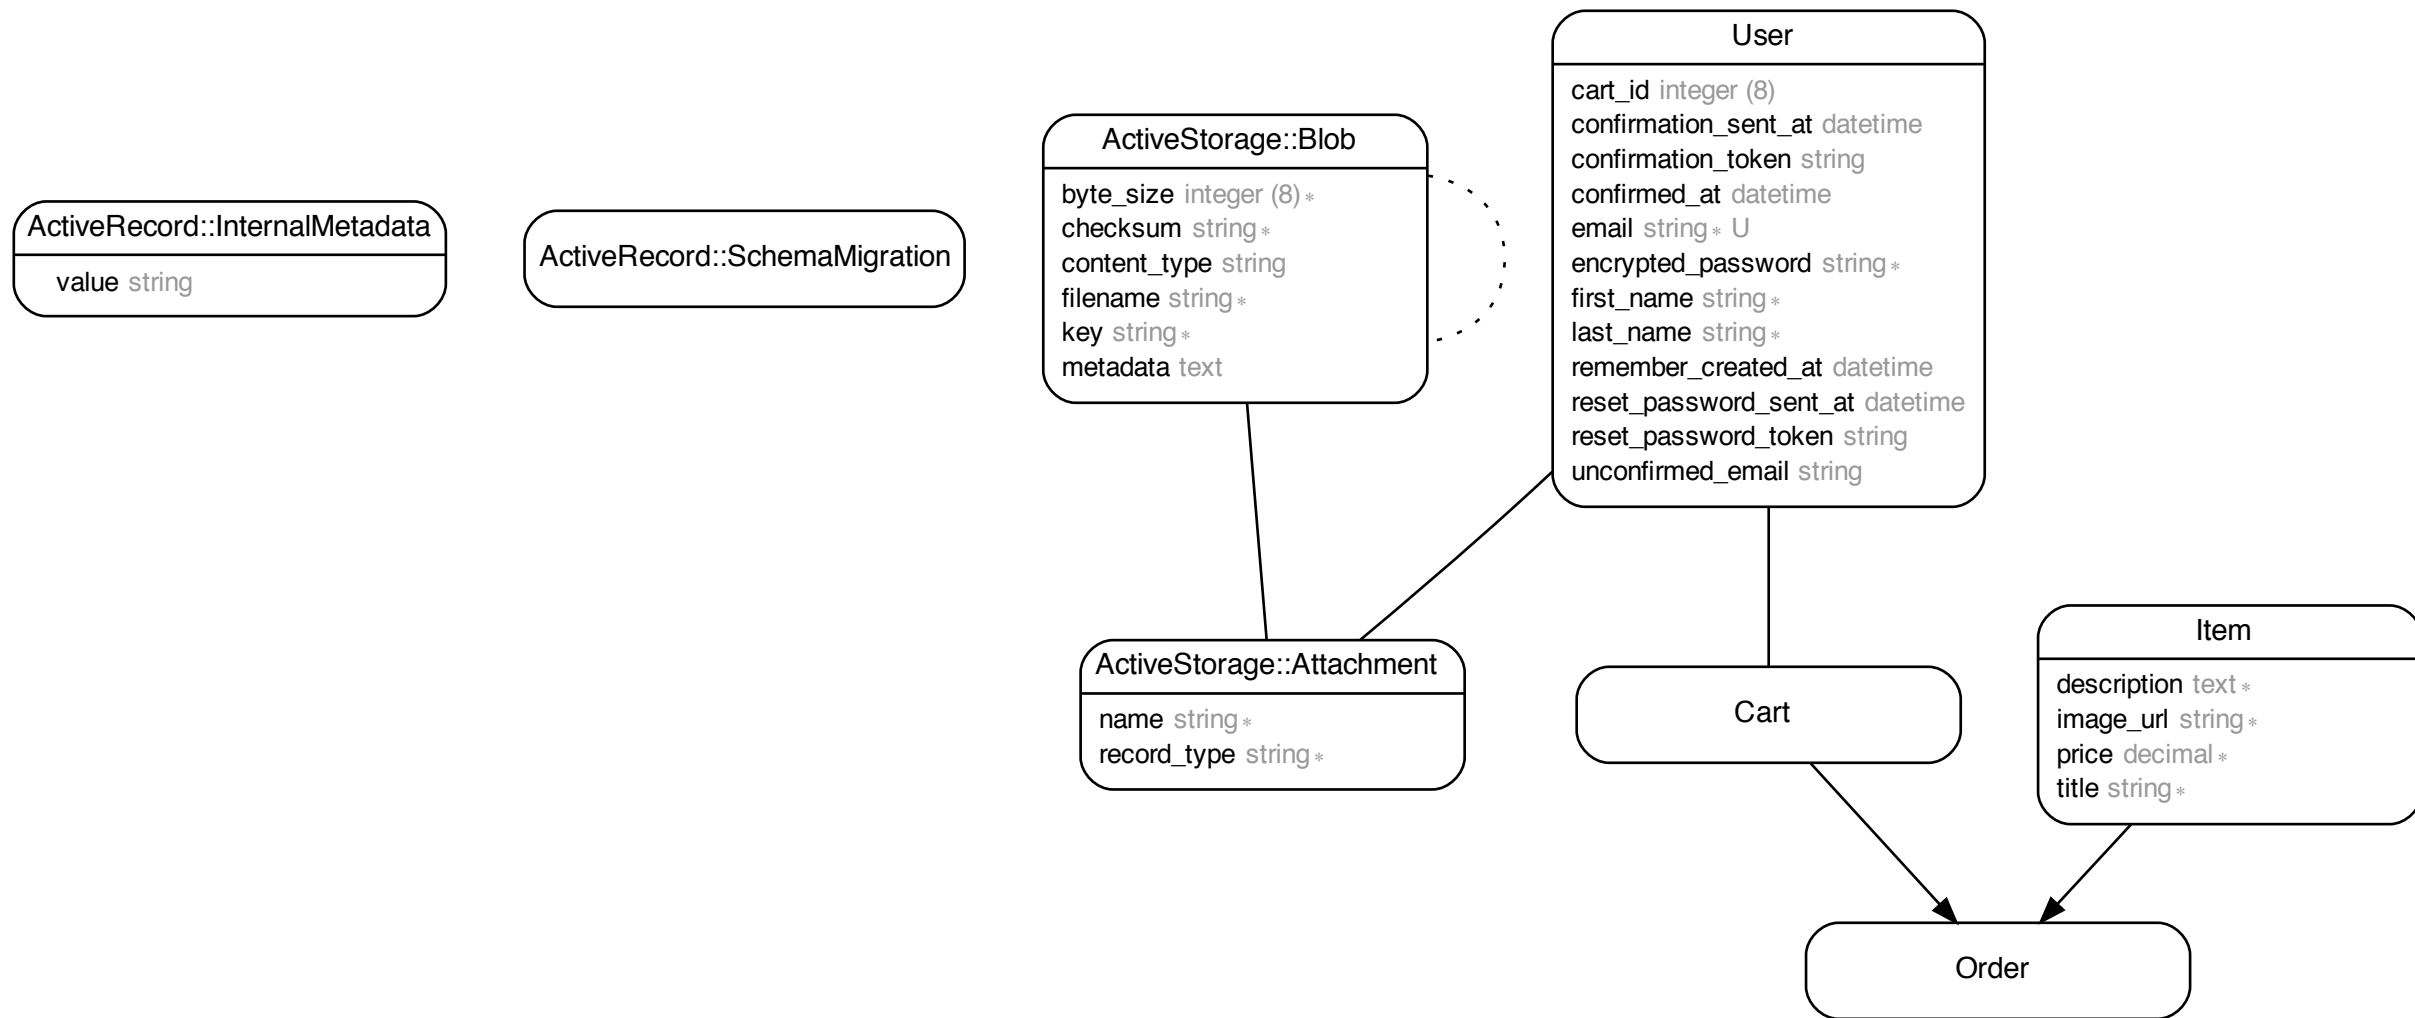 ActiveRecord::InternalMetadata
value string
ActiveRecord::SchemaMigration
ActiveStorage::Blob
byte_size integer (8) *
checksum string *
content_type string
filename string *
key string *
metadata text
User
cart_id integer (8)
confirmation_sent_at datetime
confirmation_token string
confirmed_at datetime
email string * U
encrypted_password string *
first_name string *
last_name string *
remember_created_at datetime
reset_password_sent_at datetime
reset_password_token string
unconfirmed_email string
ActiveStorage::Attachment
name string *
record_type string *
Cart
Item
description text *
image_url string *
price decimal *
title string *
Order